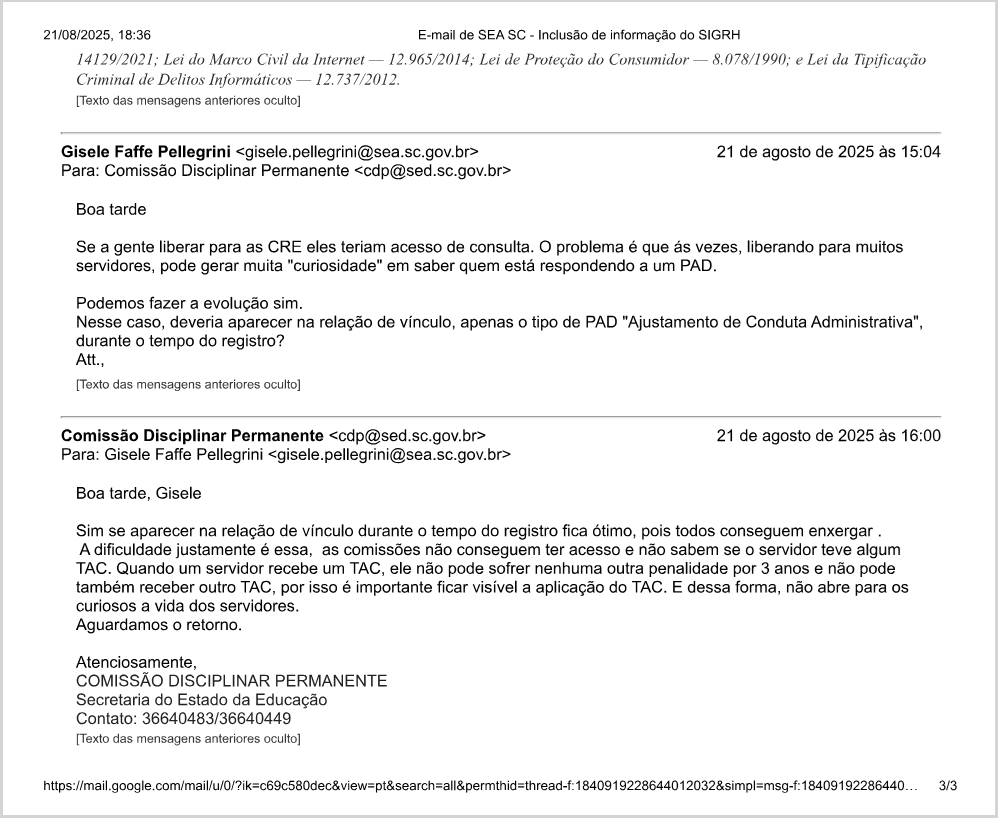 21/08/2025, 18:36 E-mail de SEA SC - Inclusão de informação do SIGRH
14129/2021; Lei do Marco Civil da Internet — 12.965/2014; Lei de Proteção do Consumidor — 8.078/1990; e Lei da Tipificação
Criminal de Delitos Informáticos — 12.737/2012.
[Texto das mensagens anteriores oculto]
Gisele Faffe Pellegrini <gisele.pellegrini@sea.sc.gov.br> 21 de agosto de 2025 às 15:04
Para: Comissão Disciplinar Permanente <cdp@sed.sc.gov.br>
Boa tarde
Se a gente liberar para as CRE eles teriam acesso de consulta. O problema é que ás vezes, liberando para muitos
servidores, pode gerar muita "curiosidade" em saber quem está respondendo a um PAD.
Podemos fazer a evolução sim.
Nesse caso, deveria aparecer na relação de vínculo, apenas o tipo de PAD "Ajustamento de Conduta Administrativa",
durante o tempo do registro?
Att.,
[Texto das mensagens anteriores oculto]
Comissão Disciplinar Permanente <cdp@sed.sc.gov.br> 21 de agosto de 2025 às 16:00
Para: Gisele Faffe Pellegrini <gisele.pellegrini@sea.sc.gov.br>
Boa tarde, Gisele
Sim se aparecer na relação de vínculo durante o tempo do registro fica ótimo, pois todos conseguem enxergar .
A dificuldade justamente é essa,  as comissões não conseguem ter acesso e não sabem se o servidor teve algum
TAC. Quando um servidor recebe um TAC, ele não pode sofrer nenhuma outra penalidade por 3 anos e não pode
também receber outro TAC, por isso é importante ficar visível a aplicação do TAC. E dessa forma, não abre para os
curiosos a vida dos servidores.
Aguardamos o retorno.
Atenciosamente,
COMISSÃO DISCIPLINAR PERMANENTE
Secretaria do Estado da Educação
Contato: 36640483/36640449
[Texto das mensagens anteriores oculto]
https://mail.google.com/mail/u/0/?ik=c69c580dec&view=pt&search=all&permthid=thread-f:1840919228644012032&simpl=msg-f:18409192286440… 3/3